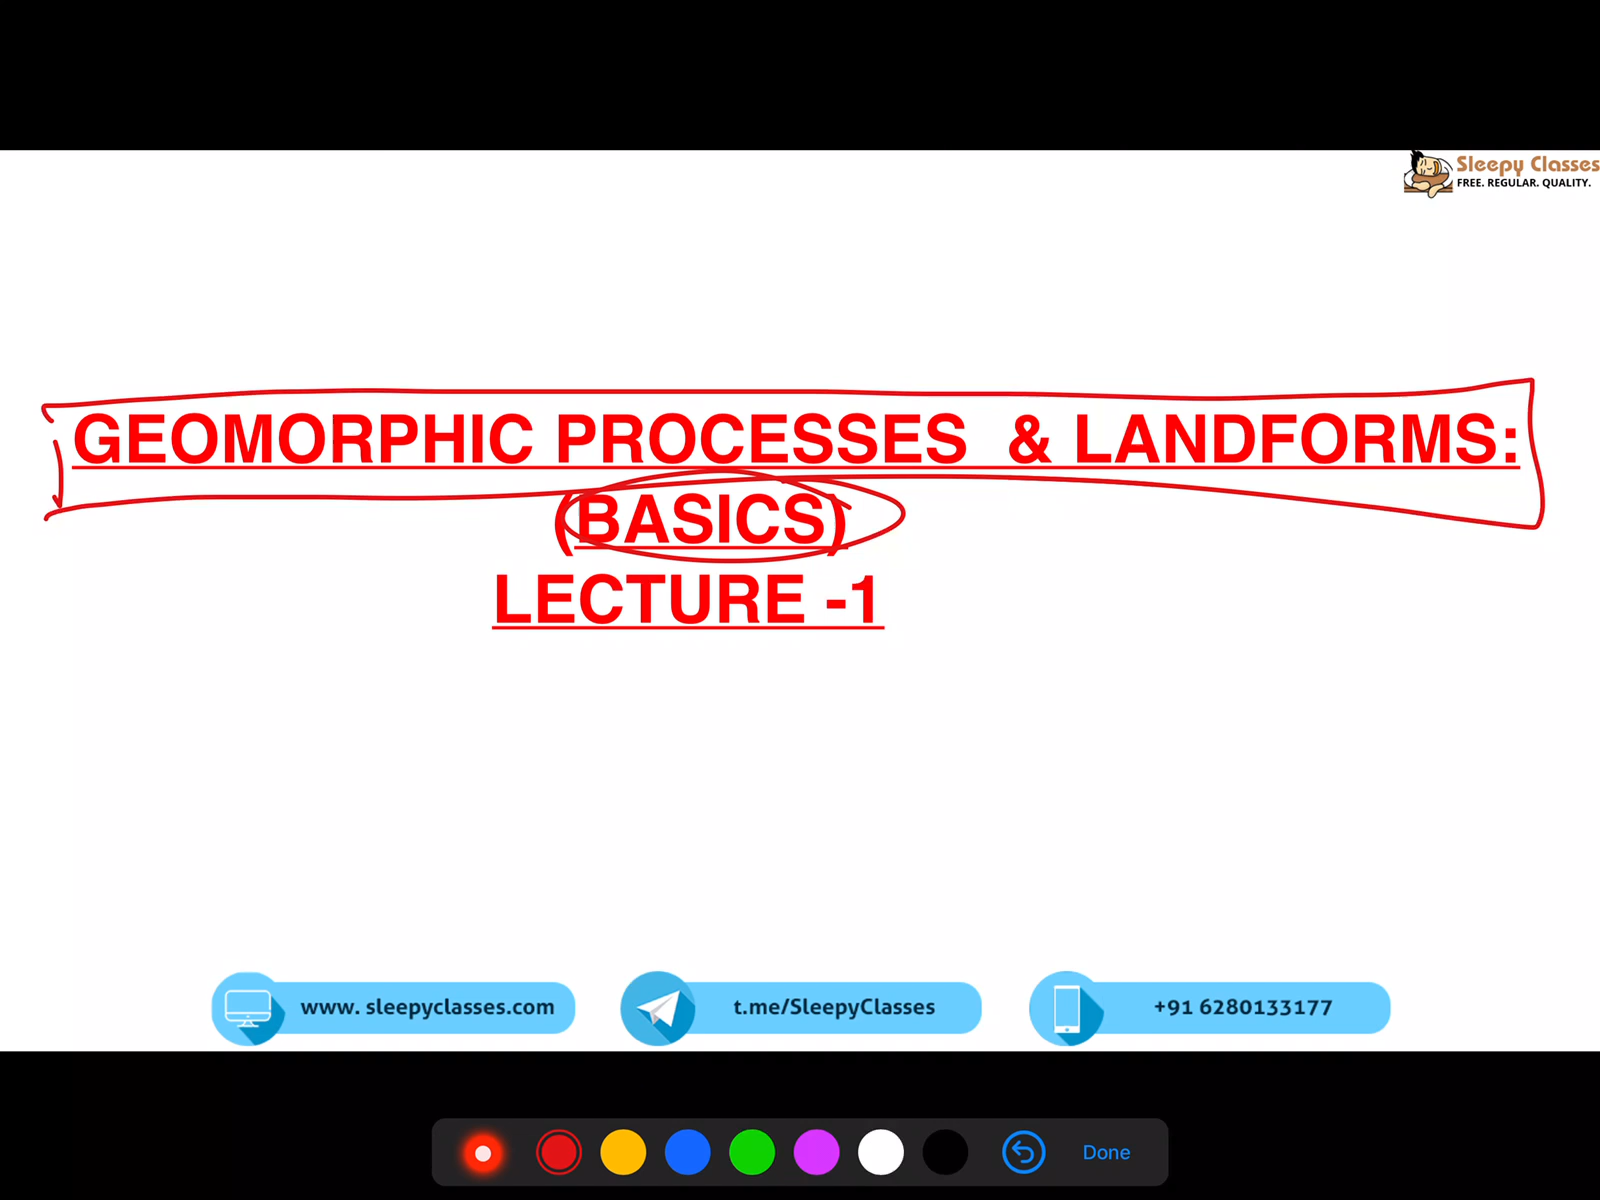 Sleepy Classes
FREE. REGULAR. QUALITY.
GEOMORPHIC PROCESSES & LANDFORMS:
(BASICS)
LECTURE -1
www. sleepyclasses.com
t.me/SleepyClasses
+91 6280133177
Done